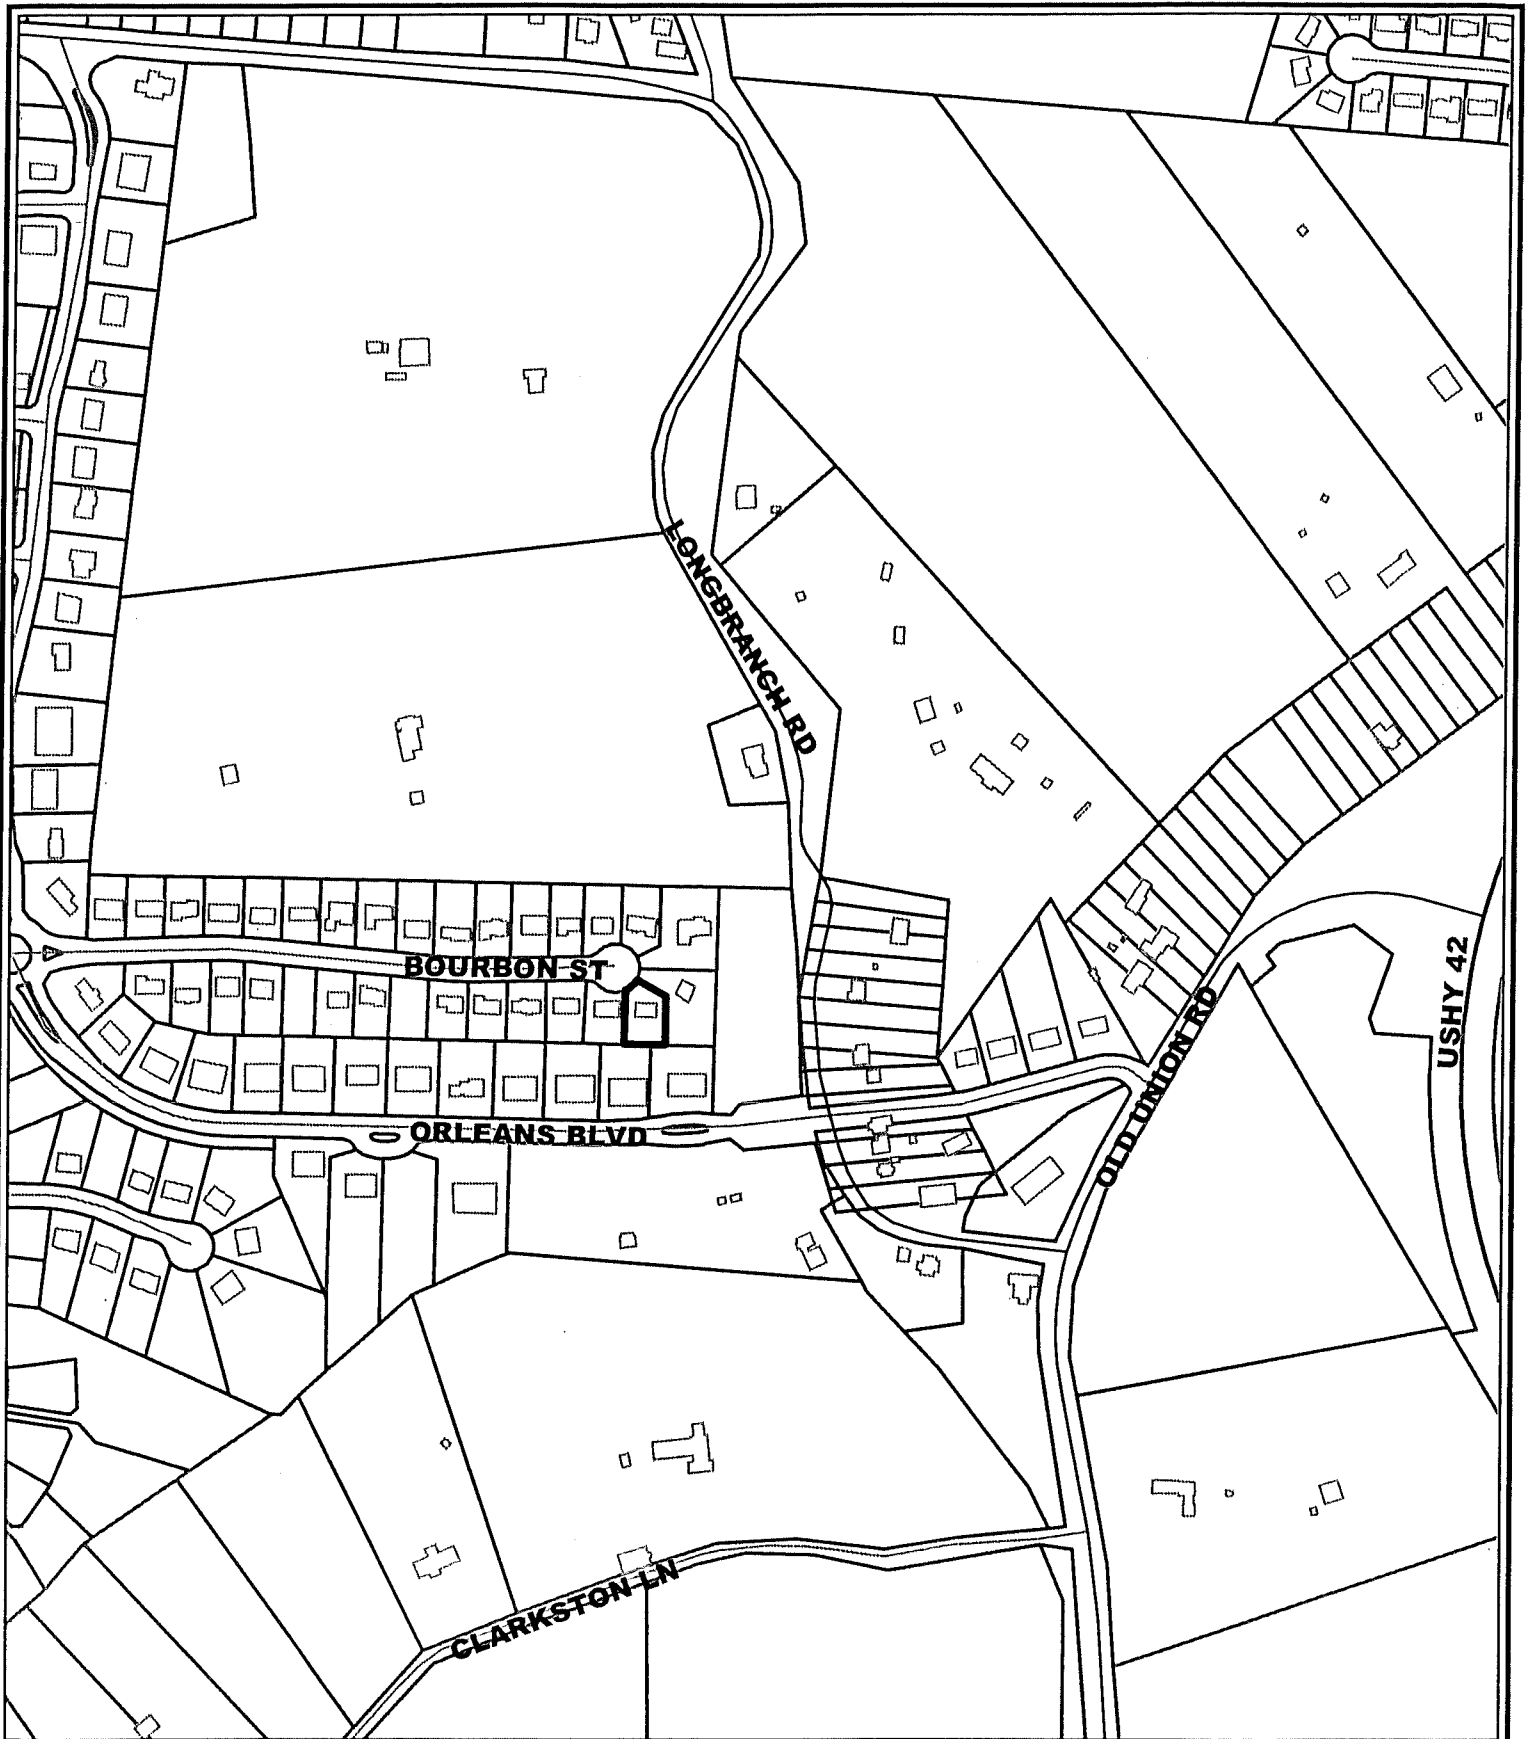 LONGBRANCH RD
BOURBON ST
USHY 42
OLD UNION RD
ORLEANS BLVD
CLARKSTON LN